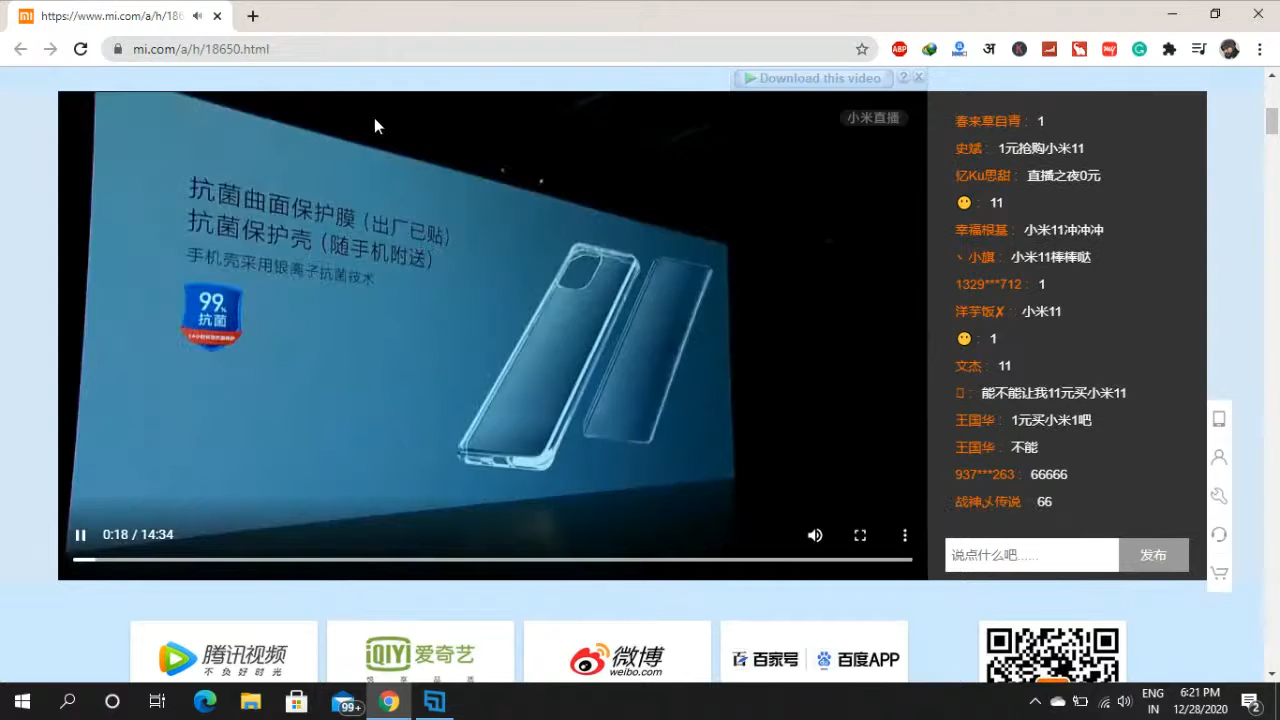 https://www.mi.com/a/h/186
mi.com/a/h/18650.html
ABP
अ
K
my
Download this video
?
小米直播
抗菌曲面保护膜（出厂已贴）
抗菌保护壳（随手机附送）
手机壳采用银离子抗菌技术
99%
抗菌
0:18 / 14:34
春来草自青： 1
史斌： 1元抢购小米11
忆Ku思甜： 直播之夜0元
： 11
幸福根基： 小米11冲冲冲
丶小旗： 小米11棒棒哒
1329***712： 1
洋芋饭✘： 小米11
： 1
文杰： 11
： 能不能让我11元买小米11
王国华： 1元买小米1吧
王国华： 不能
937***263： 66666
战神乄传说： 66
说点什么吧......
发布
腾讯视频
不负好时光
iQIYI 爱奇艺
微博
weibo.com
百家号
百度APP
99+
ENG
IN
6:21 PM
12/28/2020
2